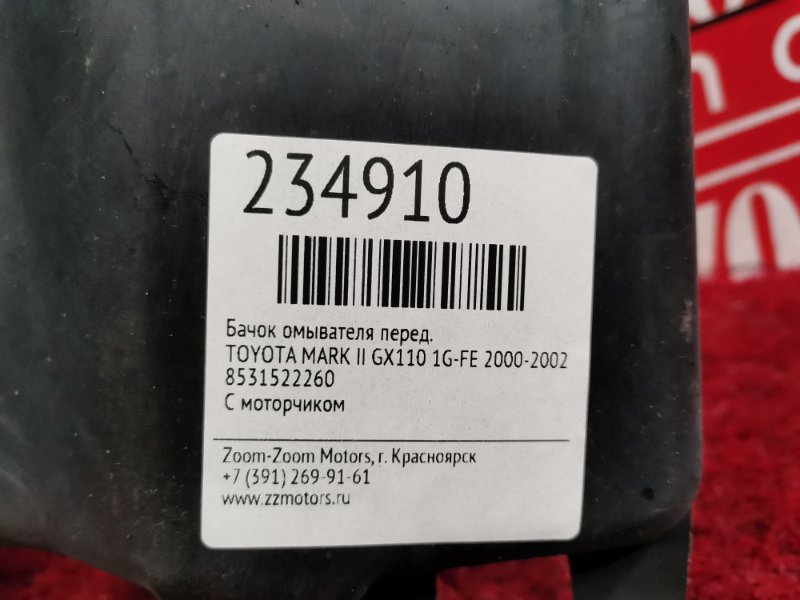 234910
Бачок омывателя перед.
TOYOTA MARK II GX110 1G-FE 2000-2002
8531522260
С моторчиком
Zoom-Zoom Motors, г. Красноярск
+7 (391) 269-91-61
www.zzmotors.ru